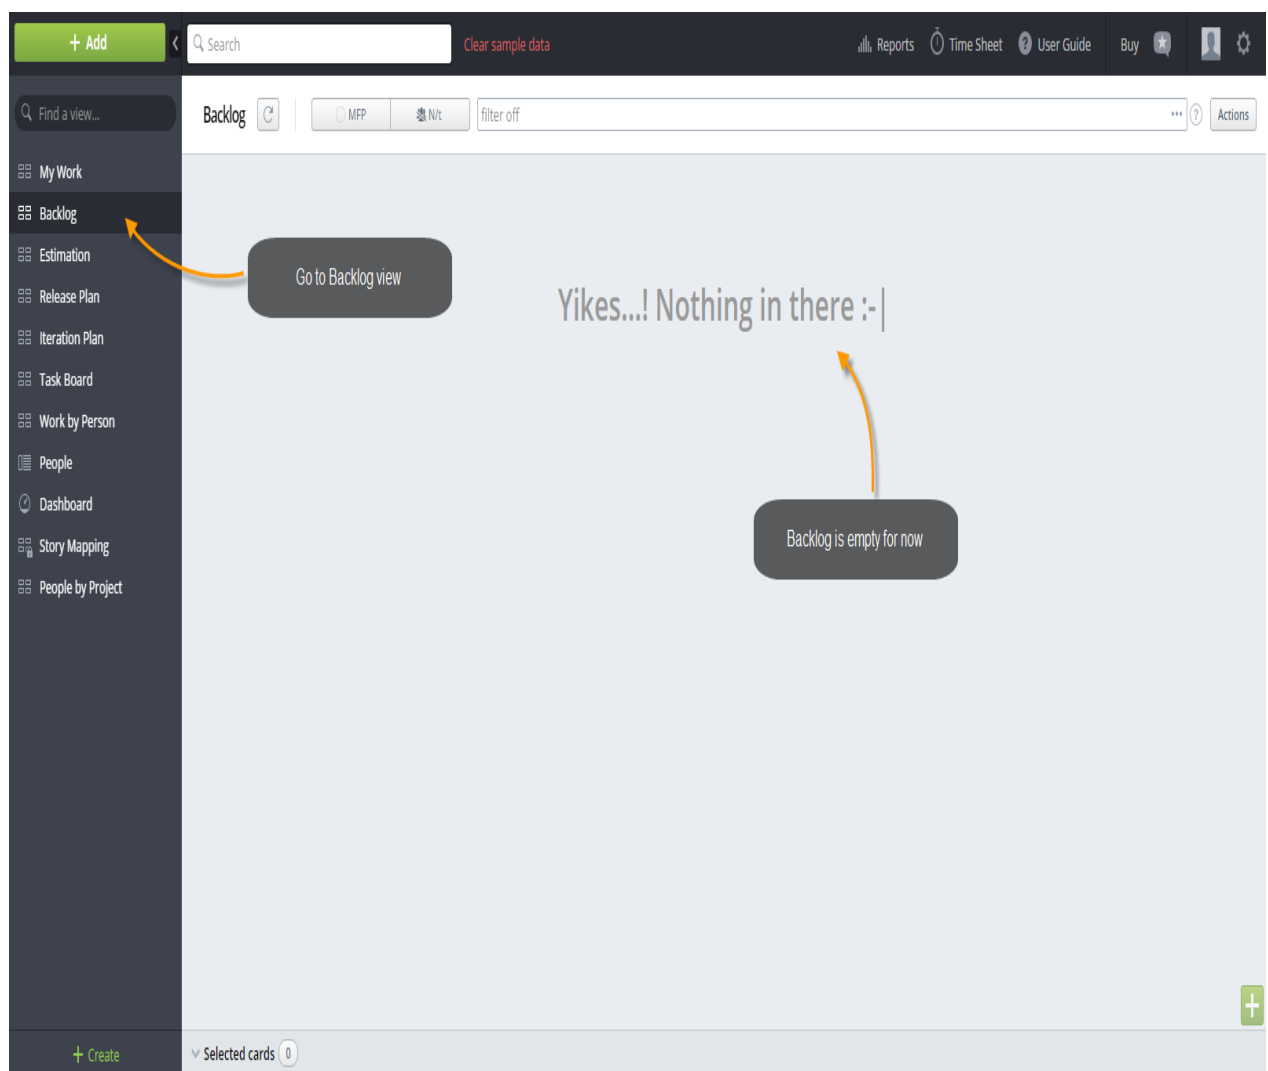 + Add
Search
Clear sample data
Reports
Time Sheet
? User Guide
Buy
Find a view...
Backlog
MFP
N/t
filter off
...
?
Actions
My Work
Backlog
Estimation
Release Plan
Iteration Plan
Task Board
Work by Person
People
Dashboard
Story Mapping
People by Project
Go to Backlog view
Yikes...! Nothing in there :-|
Backlog is empty for now
+
+ Create
Selected cards 0